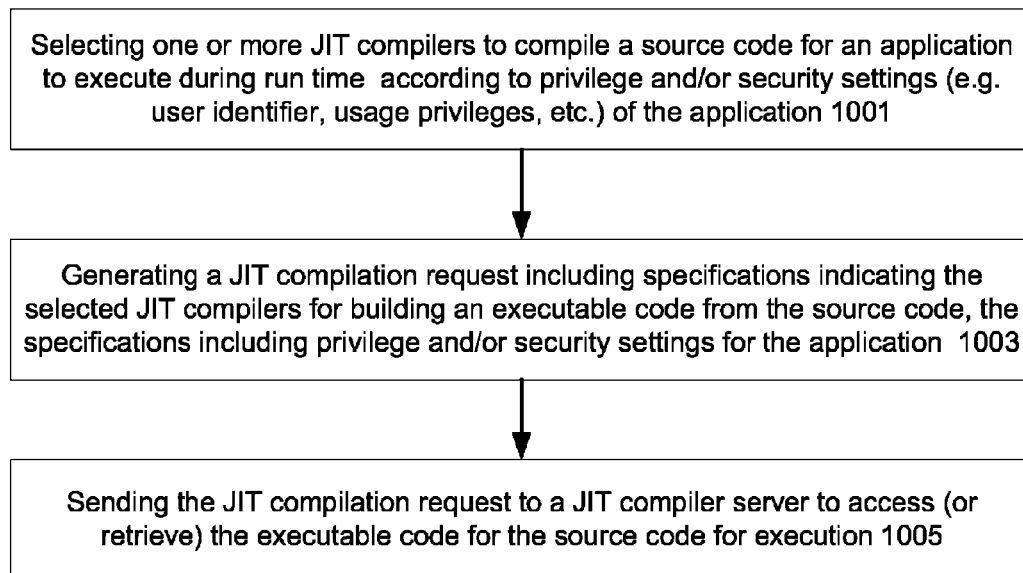 Selecting one or more JIT compilers to compile a source code for an application
to execute during run time according to privilege and/or security settings (e.g.
user identifier, usage privileges, etc.) of the application 1001
Generating a JIT compilation request including specifications indicating the
selected JIT compilers for building an executable code from the source code, the
specifications including privilege and/or security settings for the application 1003
Sending the JIT compilation request to a JIT compiler server to access (or
retrieve) the executable code for the source code for execution 1005